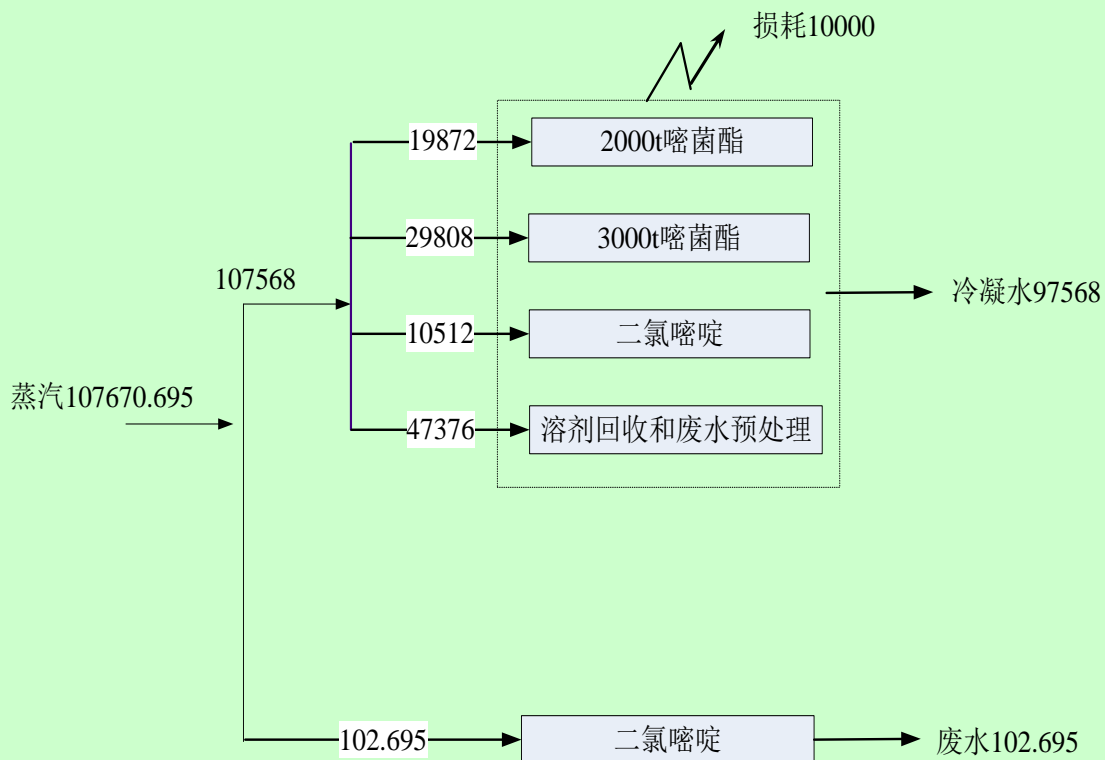 损耗10000
19872
2000t嘧菌酯
29808
3000t嘧菌酯
107568
冷凝水97568
10512
二氯嘧啶
蒸汽107670.695
47376
溶剂回收和废水预处理
102.695
二氯嘧啶
废水102.695